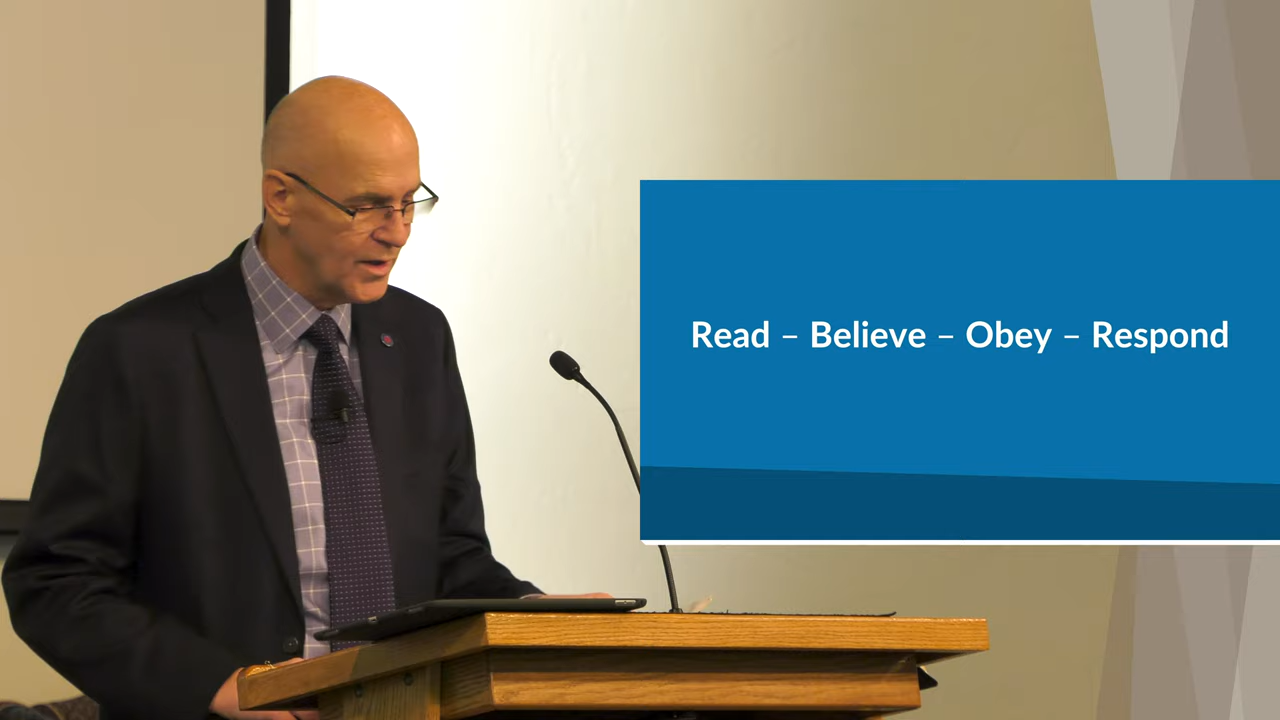 Read – Believe – Obey – Respond